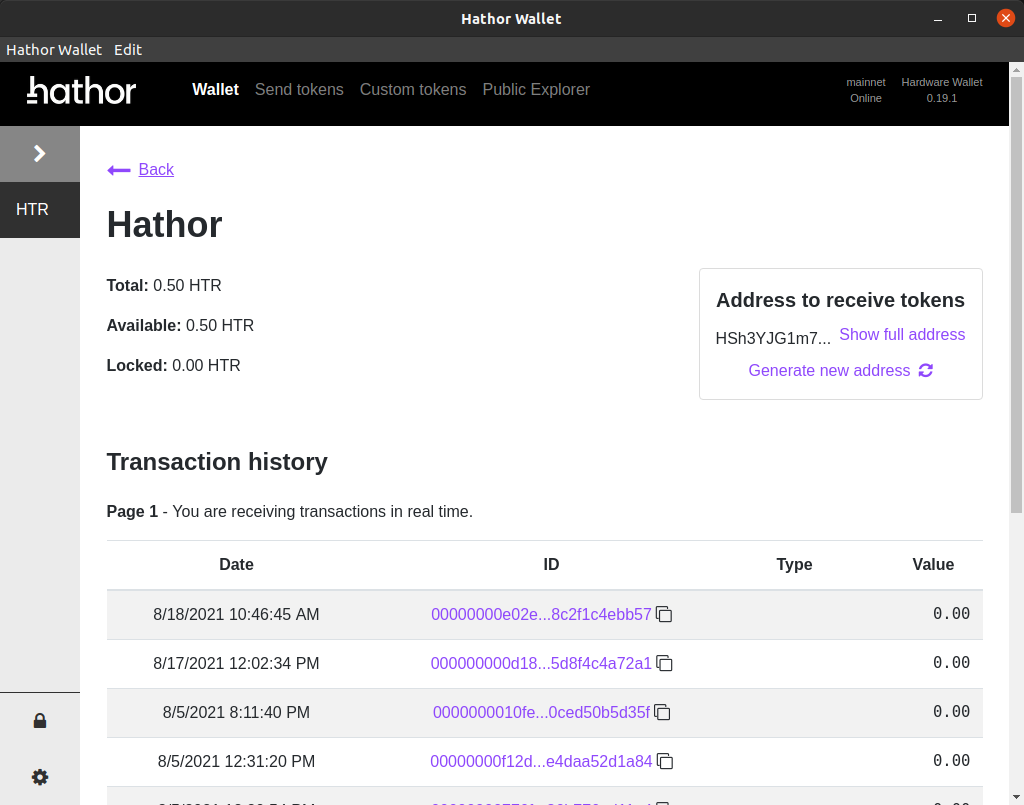 Hathor Wallet
Hathor Wallet Edit
hathor Wallet Send tokens Custom tokens Public Explorer mainnet Hardware Wallet
Online 0.19.1
HTR
Back
Hathor
Total: 0.50 HTR
Available: 0.50 HTR
Locked: 0.00 HTR
Address to receive tokens
HSh3YJG1m7... Show full address
Generate new address
Transaction history
Page 1 - You are receiving transactions in real time.
Date ID Type Value
8/18/2021 10:46:45 AM 00000000e02e...8c2f1c4ebb57 0.00
8/17/2021 12:02:34 PM 000000000d18...5d8f4c4a72a1 0.00
8/5/2021 8:11:40 PM 0000000010fe...0ced50b5d35f 0.00
8/5/2021 12:31:20 PM 00000000f12d...e4daa52d1a84 0.00